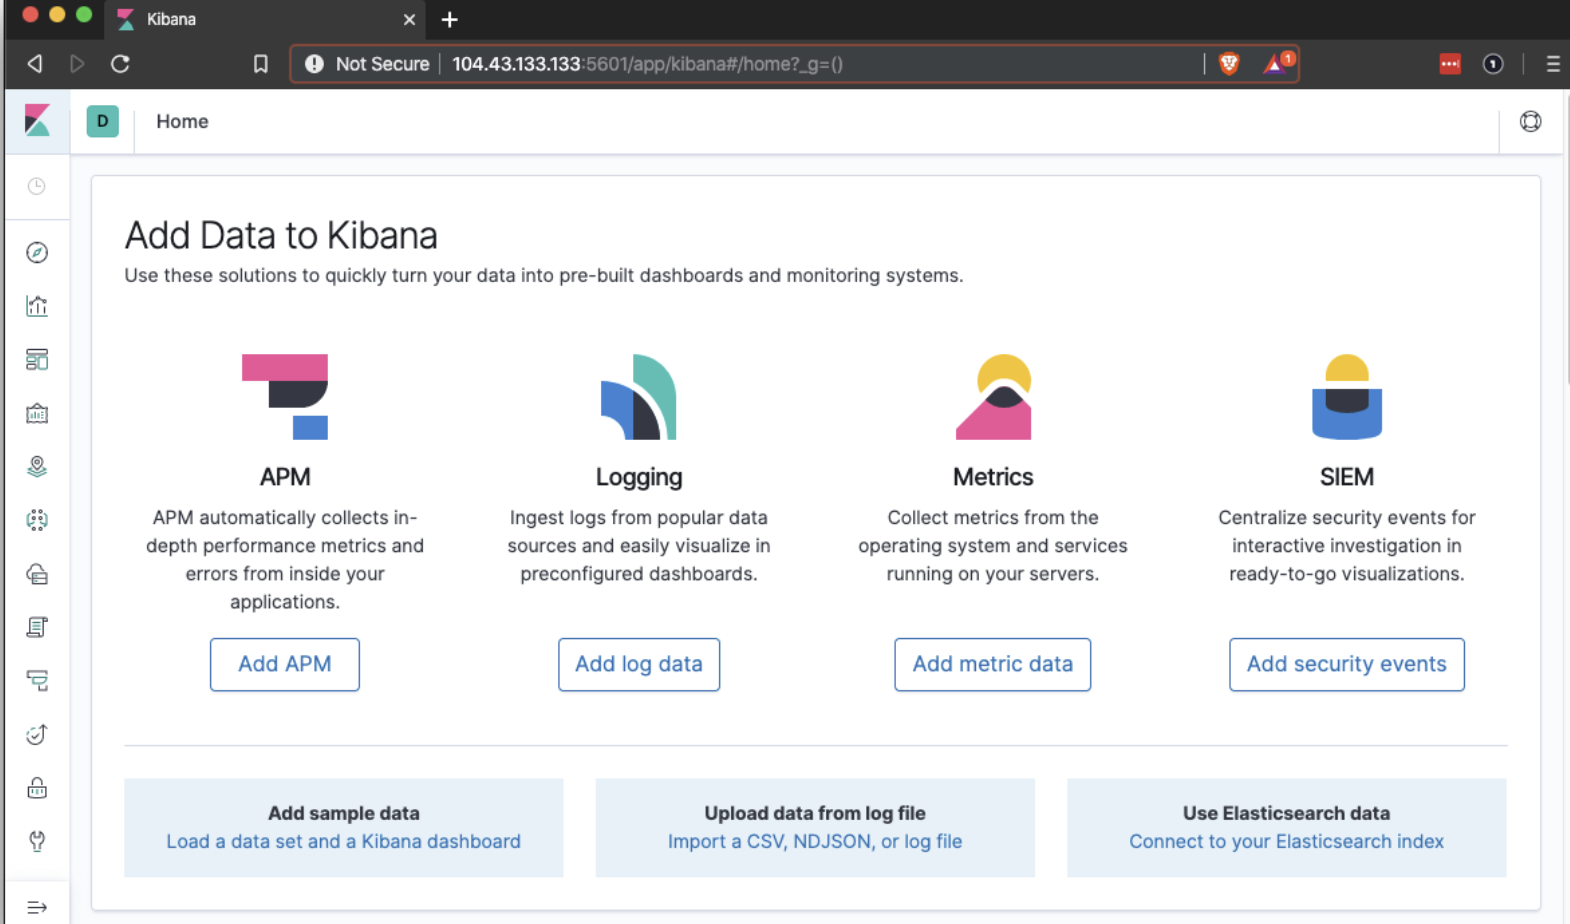 Kibana
Not Secure 104.43.133.133:5601/app/kibana#/home?_g=()
1
1
D
Home
Add Data to Kibana
Use these solutions to quickly turn your data into pre-built dashboards and monitoring systems.
APM
APM automatically collects in-
depth performance metrics and
errors from inside your
applications.
Add APM
Logging
Ingest logs from popular data
sources and easily visualize in
preconfigured dashboards.
Add log data
Metrics
Collect metrics from the
operating system and services
running on your servers.
Add metric data
SIEM
Centralize security events for
interactive investigation in
ready-to-go visualizations.
Add security events
Add sample data
Load a data set and a Kibana dashboard
Upload data from log file
Import a CSV, NDJSON, or log file
Use Elasticsearch data
Connect to your Elasticsearch index